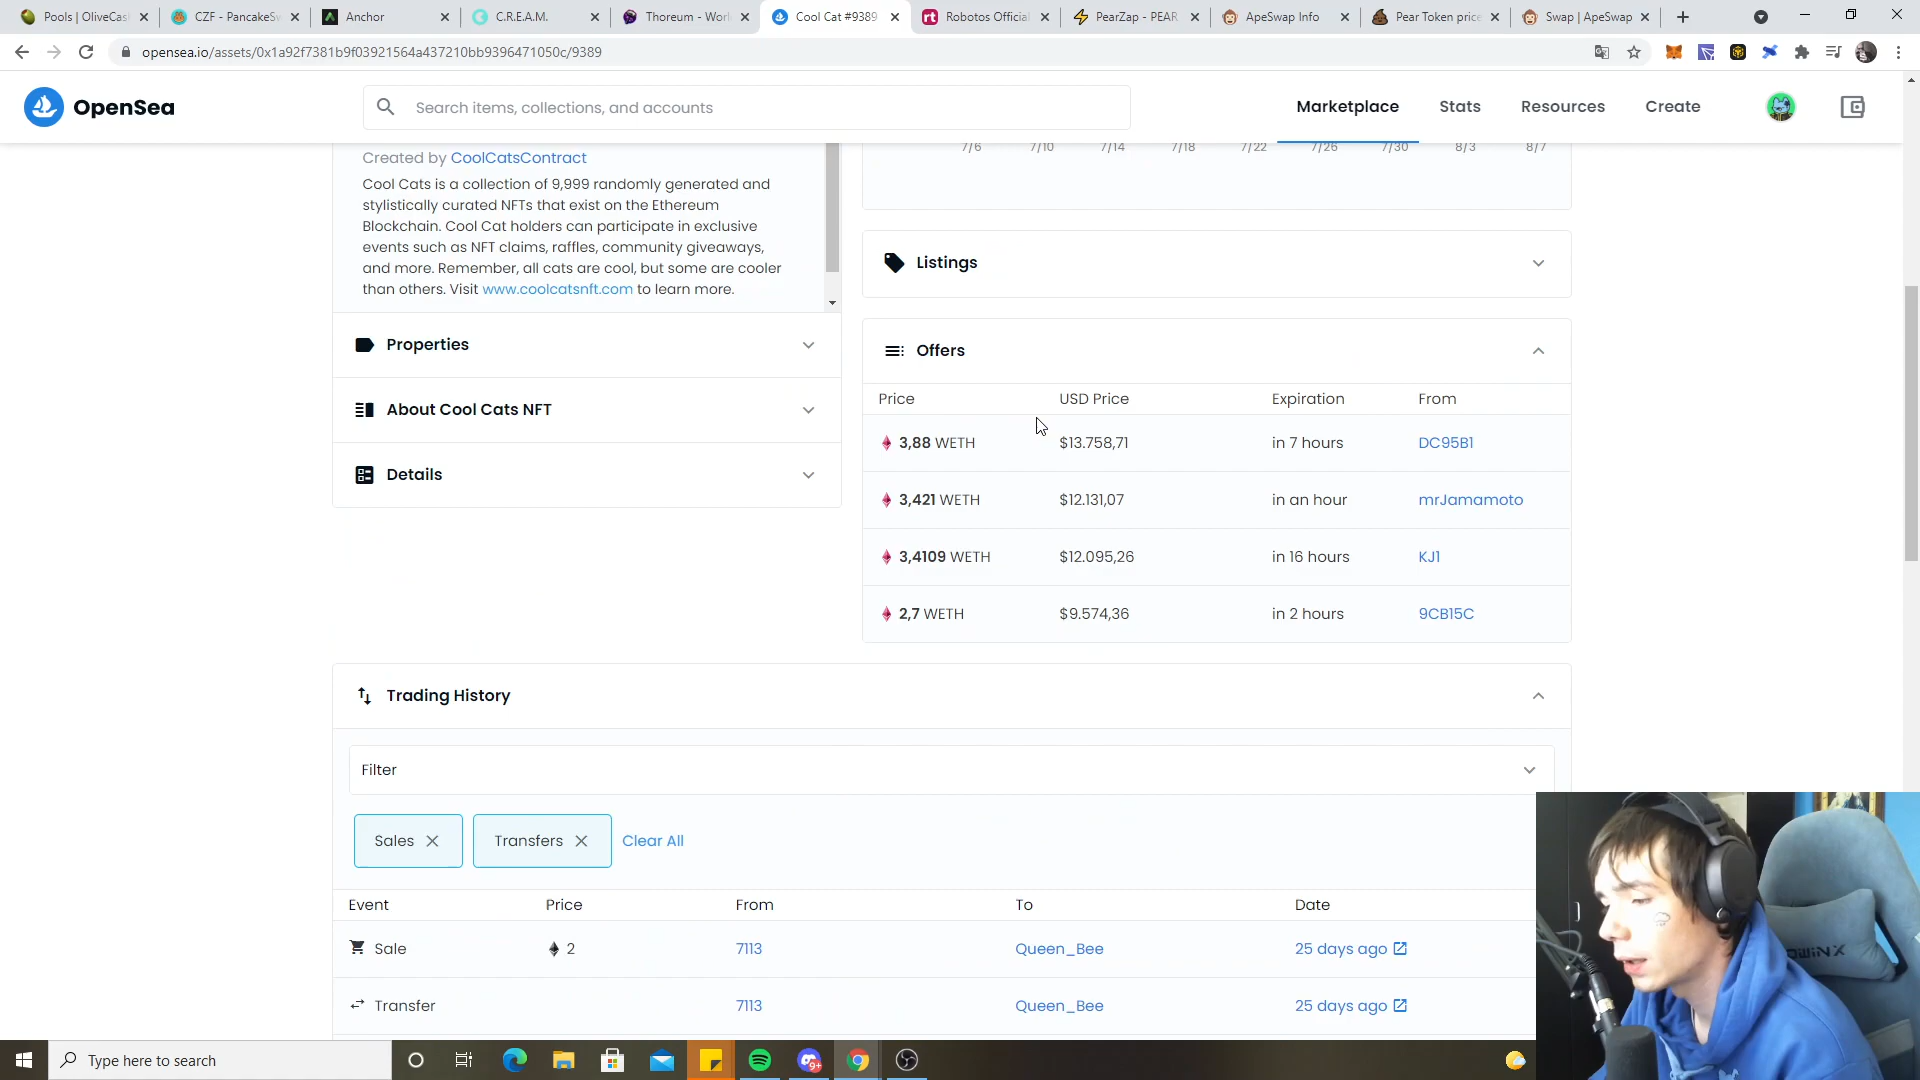 Pools | OliveCas
CZF - PancakeS
Anchor
C.R.E.A.M.
Thoreum - Wor
Cool Cat #9389
Robotos Official
PearZap - PEAR
ApeSwap Info
Pear Token price
Swap | ApeSwap
opensea.io/assets/0x1a92f7381b9f03921564a437210bb9396471050c/9389
OpenSea
Search items, collections, and accounts
Marketplace
Stats
Resources
Create
Created by CoolCatsContract
Cool Cats is a collection of 9,999 randomly generated and
stylistically curated NFTs that exist on the Ethereum
Blockchain. Cool Cat holders can participate in exclusive
events such as NFT claims, raffles, community giveaways,
and more. Remember, all cats are cool, but some are cooler
than others. Visit www.coolcatsnft.com to learn more.
Properties
About Cool Cats NFT
Details
7/6 7/10 7/14 7/18 7/22 7/26 7/30 8/3 8/7
Listings
Offers
Price USD Price Expiration From
3,88 WETH $13.758,71 in 7 hours DC95B1
3,421 WETH $12.131,07 in an hour mrJamamoto
3,4109 WETH $12.095,26 in 16 hours KJ1
2,7 WETH $9.574,36 in 2 hours 9CB15C
Trading History
Filter
Sales
Transfers
Clear All
Event Price From To Date
Sale 2 7113 Queen_Bee 25 days ago
Transfer 7113 Queen_Bee 25 days ago
Type here to search
9+